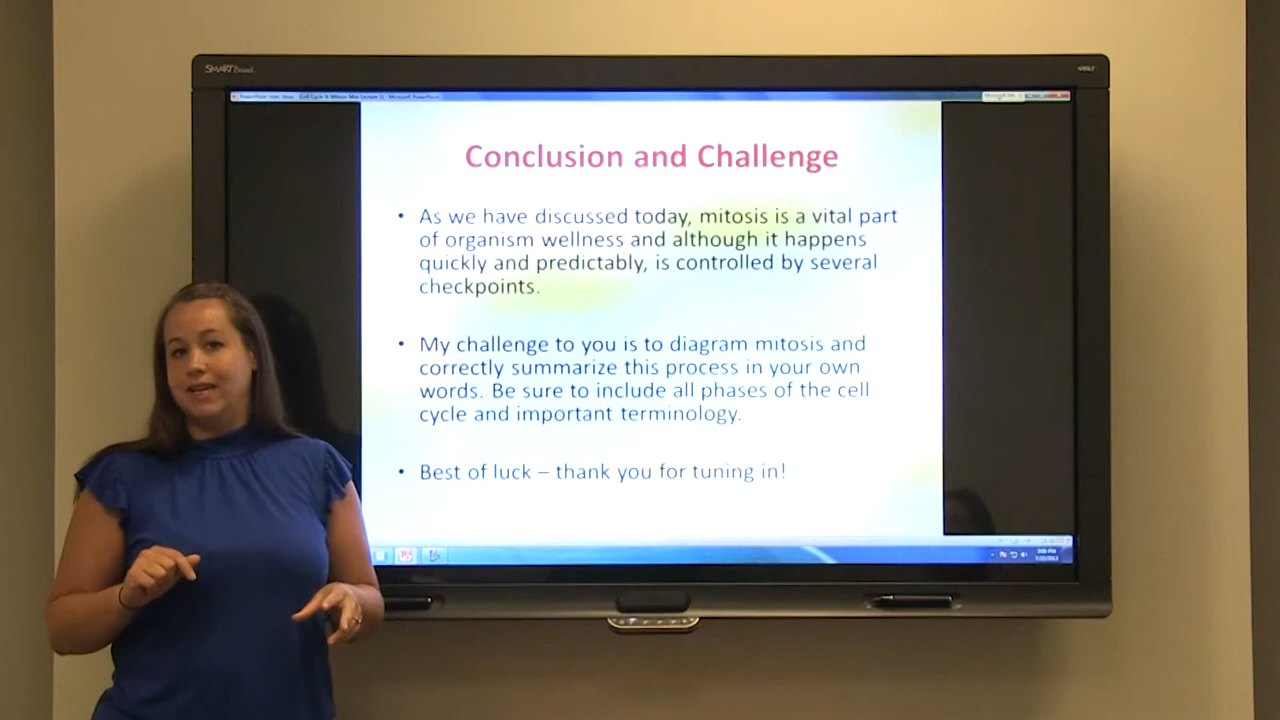 SMART Board
Conclusion and Challenge
• As we have discussed today, mitosis is a vital part
of organism wellness and although it happens
quickly and predictably, is controlled by several
checkpoints.
• My challenge to you is to diagram mitosis and
correctly summarize this process in your own
words. Be sure to include all phases of the cell
cycle and important terminology.
• Best of luck – thank you for tuning in!